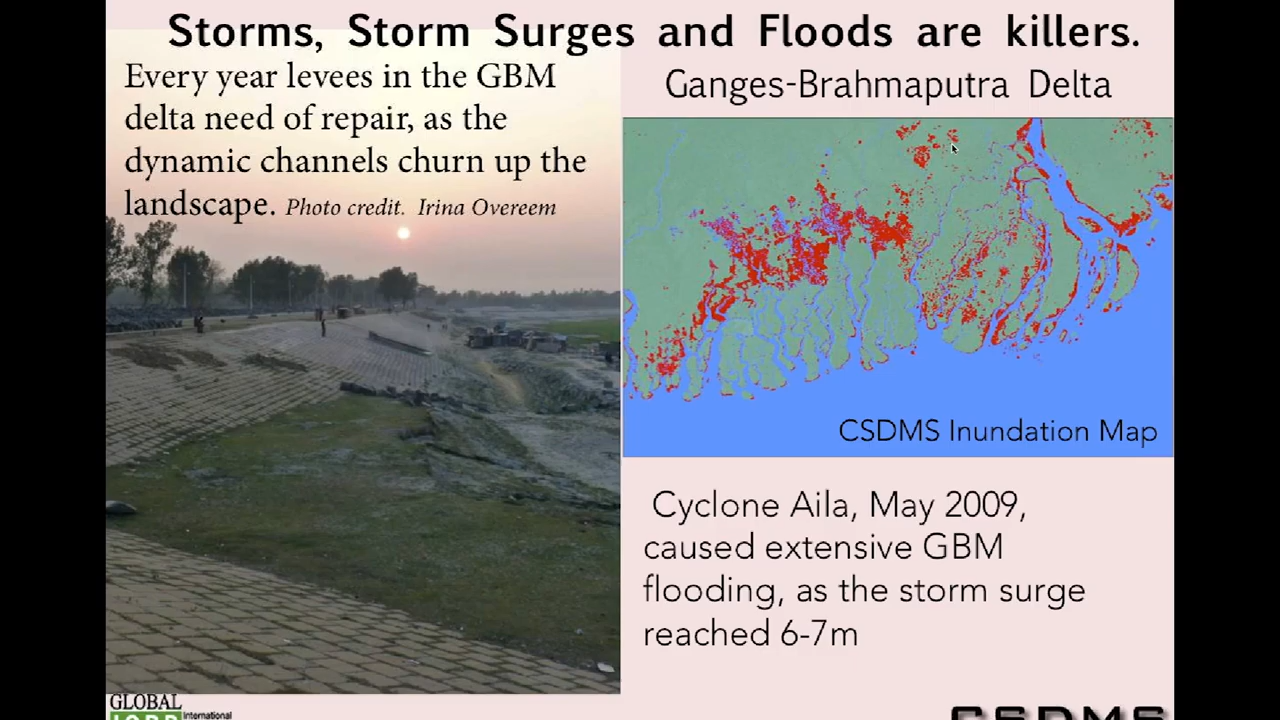 Storms, Storm Surges and Floods are killers.
Every year levees in the GBM
delta need of repair, as the
dynamic channels churn up the
landscape. Photo credit. Irina Overeem
Ganges-Brahmaputra Delta
CSDMS Inundation Map
Cyclone Aila, May 2009,
caused extensive GBM
flooding, as the storm surge
reached 6-7m
GLOBAL
International
CSDMS